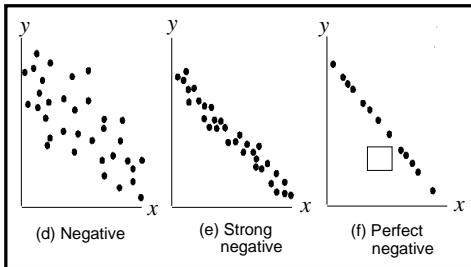 y
y
y
x
x
x
(d) Negative
(e) Strong
negative
(f) Perfect
negative